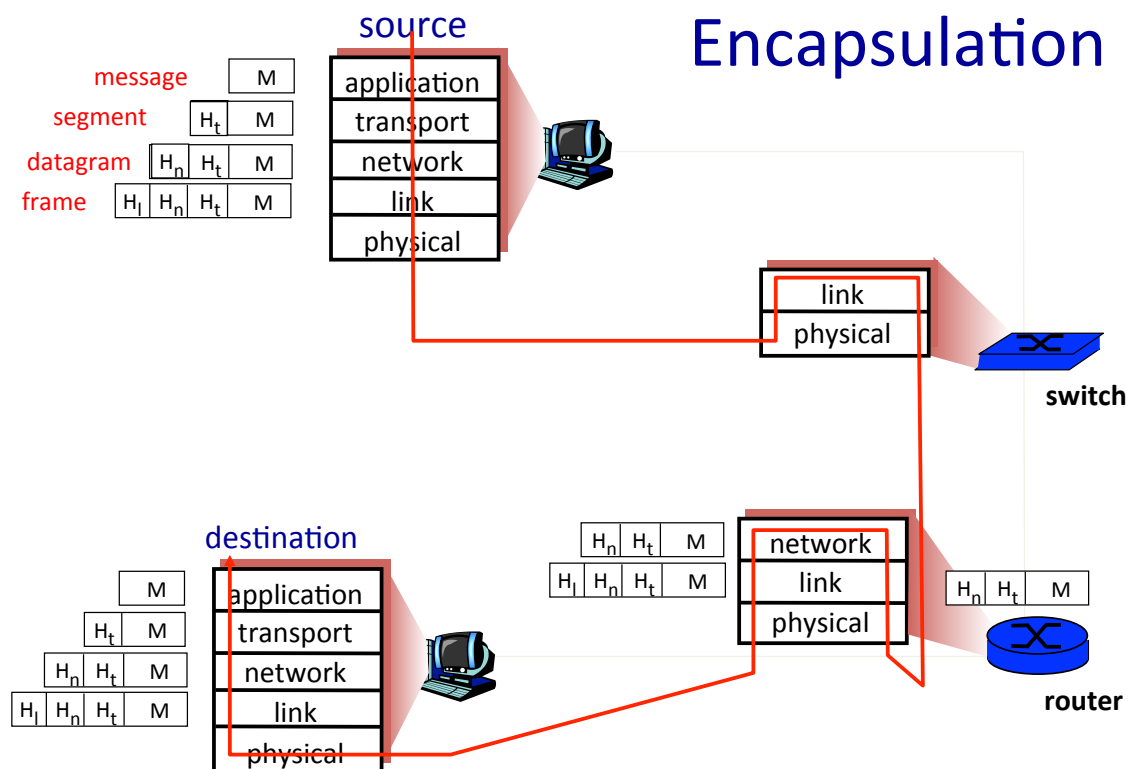 source
Encapsulation
message M application
segment Ht M transport
datagram Hn Ht M network
frame Hl Hn Ht M link
physical
link
physical
switch
destination
Hn Ht M network
Hl Hn Ht M link
Hn Ht M
physical
router
M application
Ht M transport
Hn Ht M network
Hl Hn Ht M link
physical